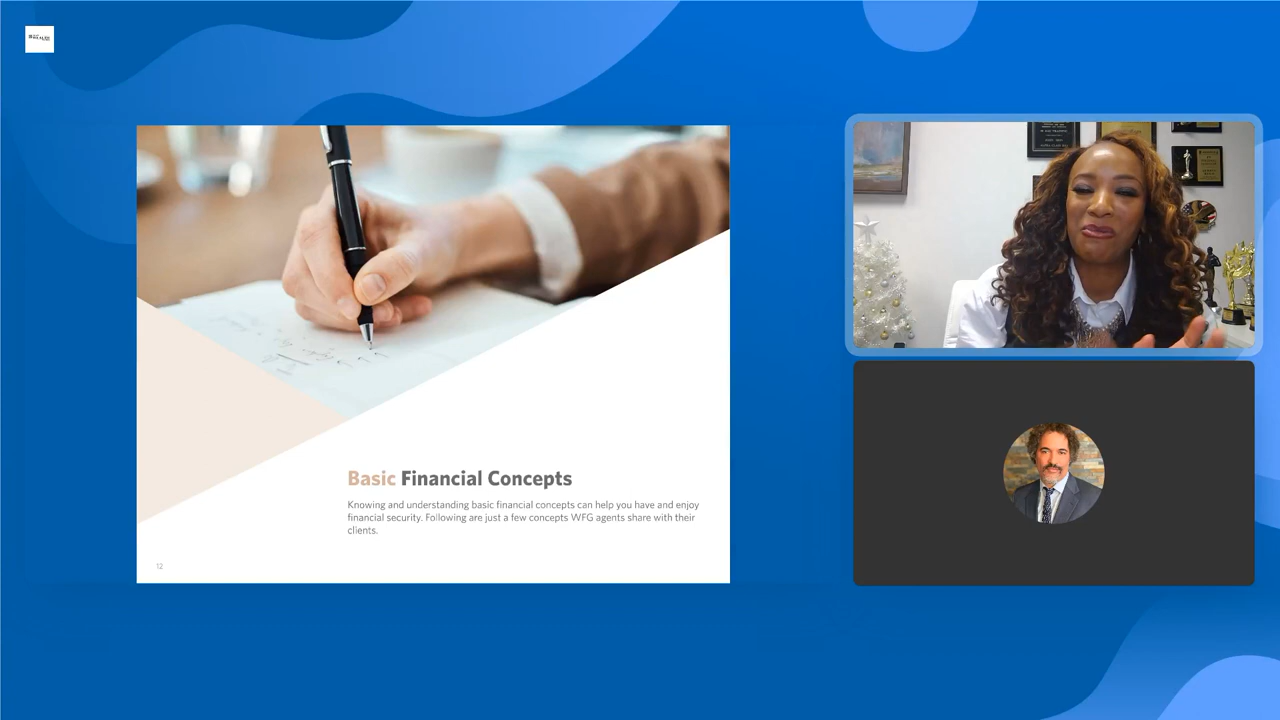 Basic Financial Concepts
Knowing and understanding basic financial concepts can help you have and enjoy
financial security. Following are just a few concepts WFG agents share with their
clients.
12